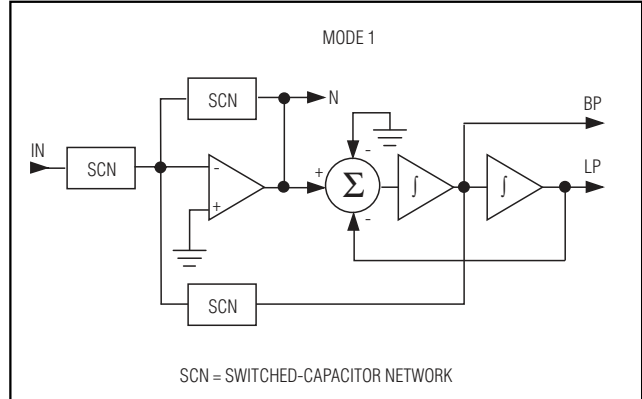 MODE 1
SCN
N
BP
IN
SCN
-
+
-
+
Σ
-
∫
∫
LP
SCN
SCN = SWITCHED-CAPACITOR NETWORK